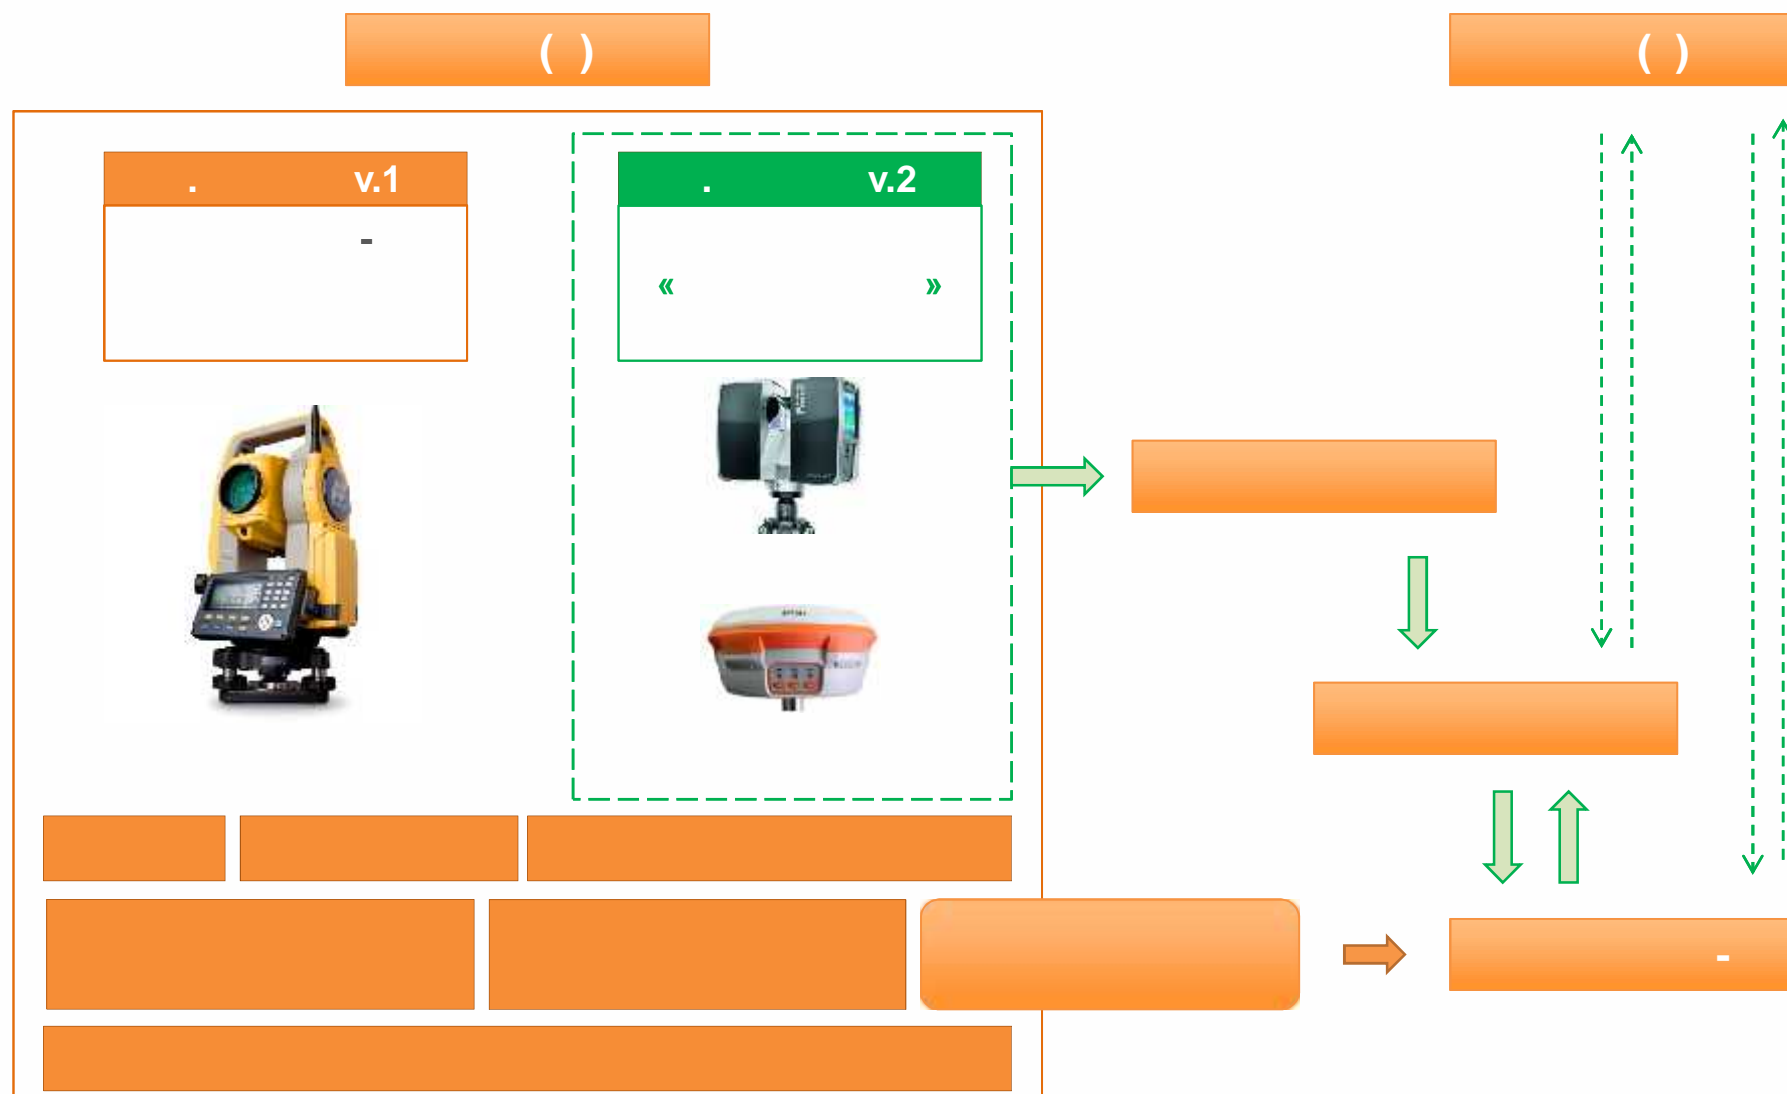 ( )
( )
. v.1
. v.2
-
« »
-